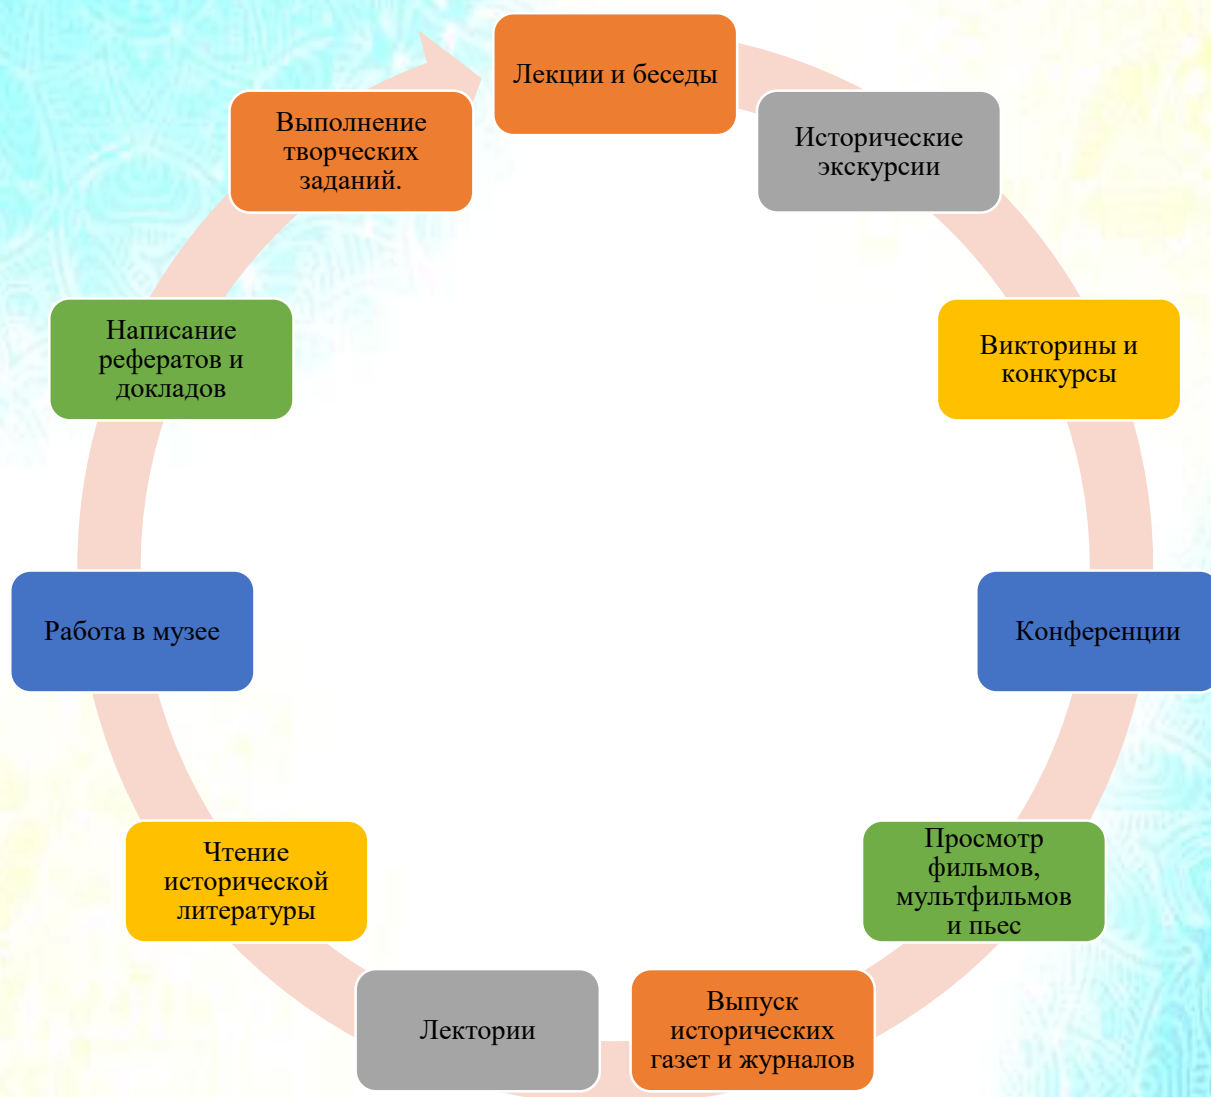 Лекции и беседы
Исторические
экскурсии
Викторины и
конкурсы
Конференции
Просмотр
фильмов,
мультфильмов
и пьес
Выпуск
исторических
газет и журналов
Лектории
Чтение
исторической
литературы
Работа в музее
Написание
рефератов и
докладов
Выполнение
творческих
заданий.